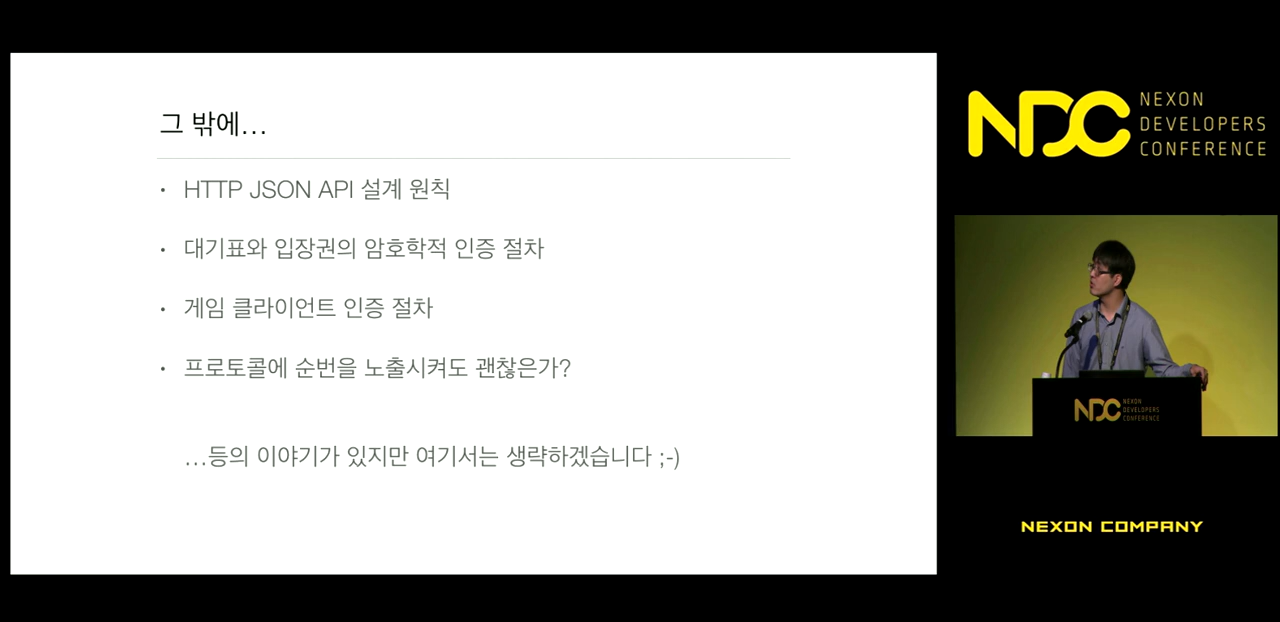 그 밖에…
• HTTP JSON API 설계 원칙
• 대기표와 입장권의 암호학적 인증 절차
• 게임 클라이언트 인증 절차
• 프로토콜에 순번을 노출시켜도 괜찮은가?
…등의 이야기가 있지만 여기서는 생략하겠습니다 ;-)
NDC
NEXON
DEVELOPERS
CONFERENCE
NDC
NEXON
DEVELOPERS
CONFERENCE
NEXON COMPANY